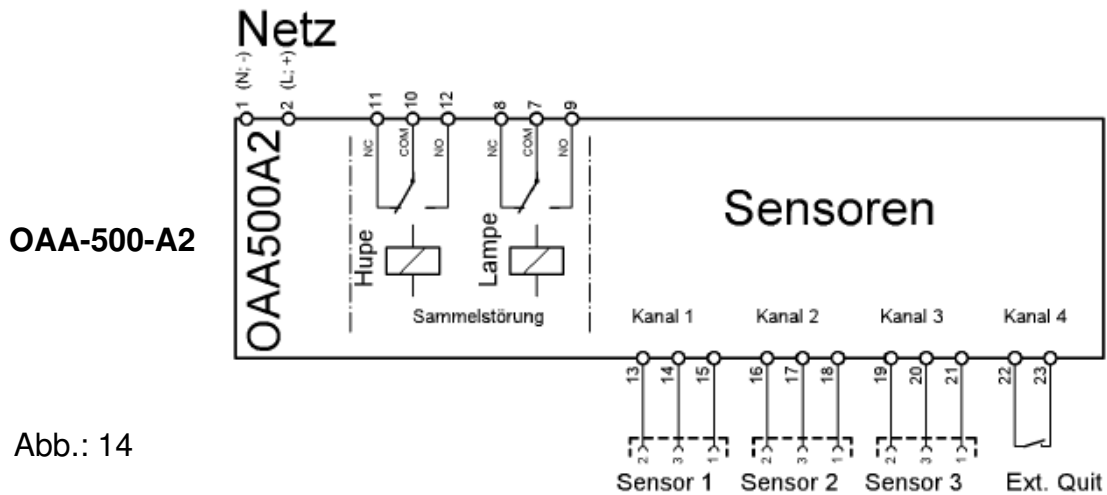 Netz
1 (N; -)
2 (L; +)
11 10 12 8 7 9
NC COM NO NC COM NO
OAA500A2
OAA-500-A2
Hupe
Lampe
Sammelstörung
Sensoren
Kanal 1 Kanal 2 Kanal 3 Kanal 4
13 14 15 16 17 18 19 20 21 22 23
2 3 1 2 3 1 2 3 1
Sensor 1 Sensor 2 Sensor 3 Ext. Quit
Abb.: 14